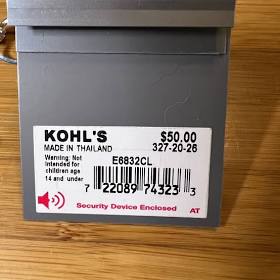 KOHL'S $50.00
MADE IN THAILAND 327-20-26
Warning: Not
intended for
children age
14 and under
E6832CL
7 22089 74323 3
Security Device Enclosed AT